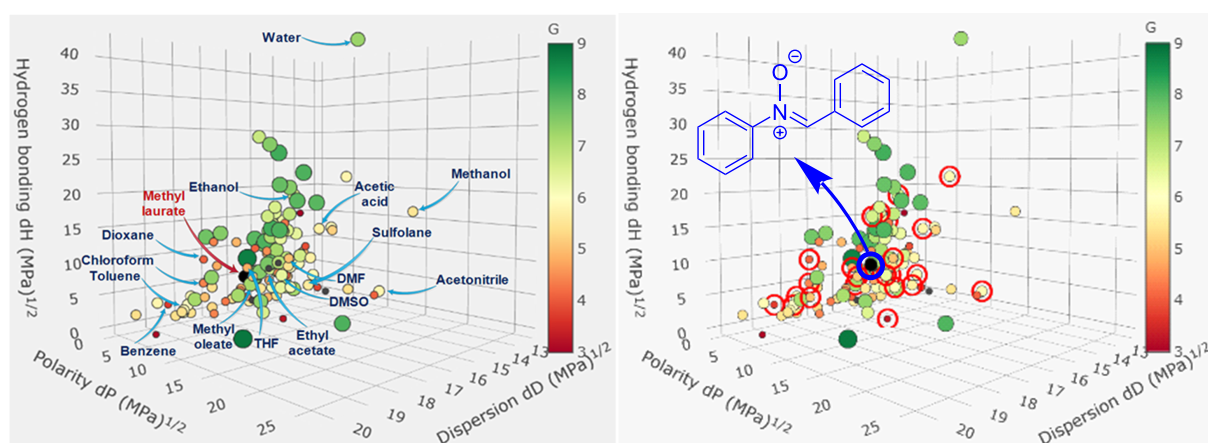 G
9
8
7
6
5
4
3
Hydrogen bonding dH (MPa)1/2
40
35
30
25
20
15
10
5
0
Water
Methyl
laurate
Ethanol
Acetic
acid
Methanol
Dioxane
Sulfolane
Chloroform
Toluene
DMF
DMSO
Acetonitrile
Benzene
Methyl
oleate
THF
Ethyl
acetate
Polarity dP (MPa)1/2
0
5
10
15
20
25
Dispersion dD (MPa)1/2
20
19
18
17
16
15
14
13
G
9
8
7
6
5
4
3
Hydrogen bonding dH (MPa)1/2
40
35
30
25
20
15
10
5
0
O
⊖
N
⊕
Polarity dP (MPa)1/2
0
5
10
15
20
25
Dispersion dD (MPa)1/2
20
19
18
17
16
15
14
13